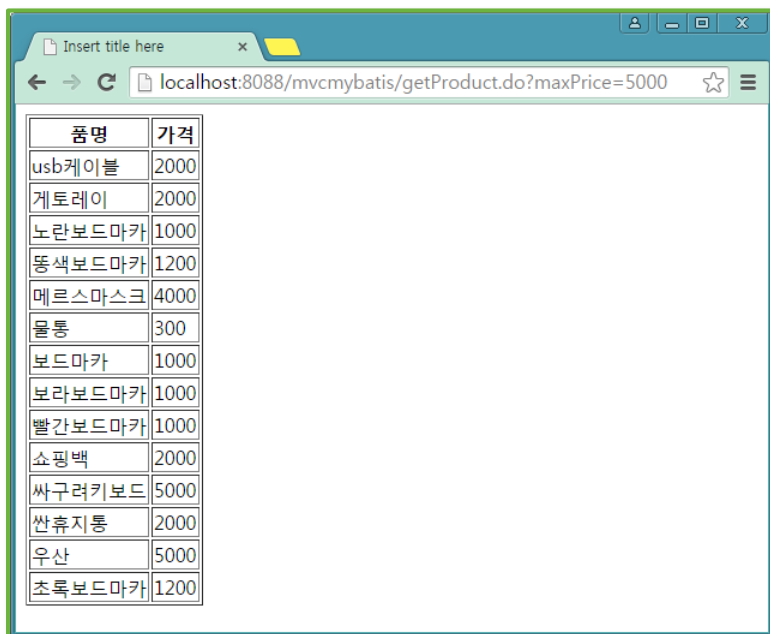 Insert title here
localhost:8088/mvcmybatis/getProduct.do?maxPrice=5000
품명 가격
usb케이블 2000
게토레이 2000
노란보드마카 1000
똥색보드마카 1200
메르스마스크 4000
물통 300
보드마카 1000
보라보드마카 1000
빨간보드마카 1000
쇼핑백 2000
싸구려키보드 5000
싼휴지통 2000
우산 5000
초록보드마카 1200